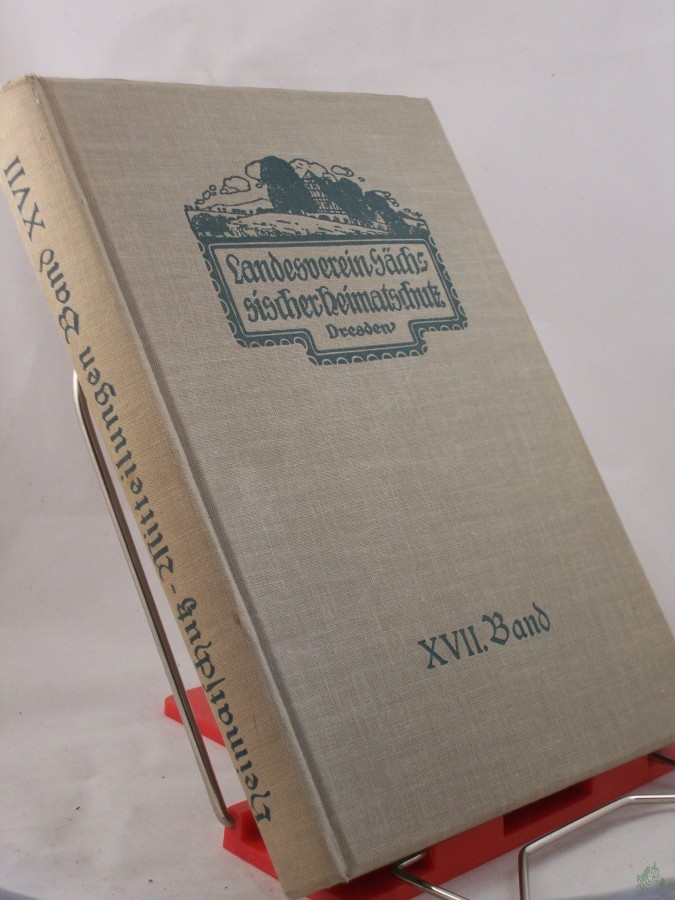 Landesverein Sächs
sischer Heimatschutz
Dresden
XVII. Band
Heimatschutz-Mitteilungen Band XVII